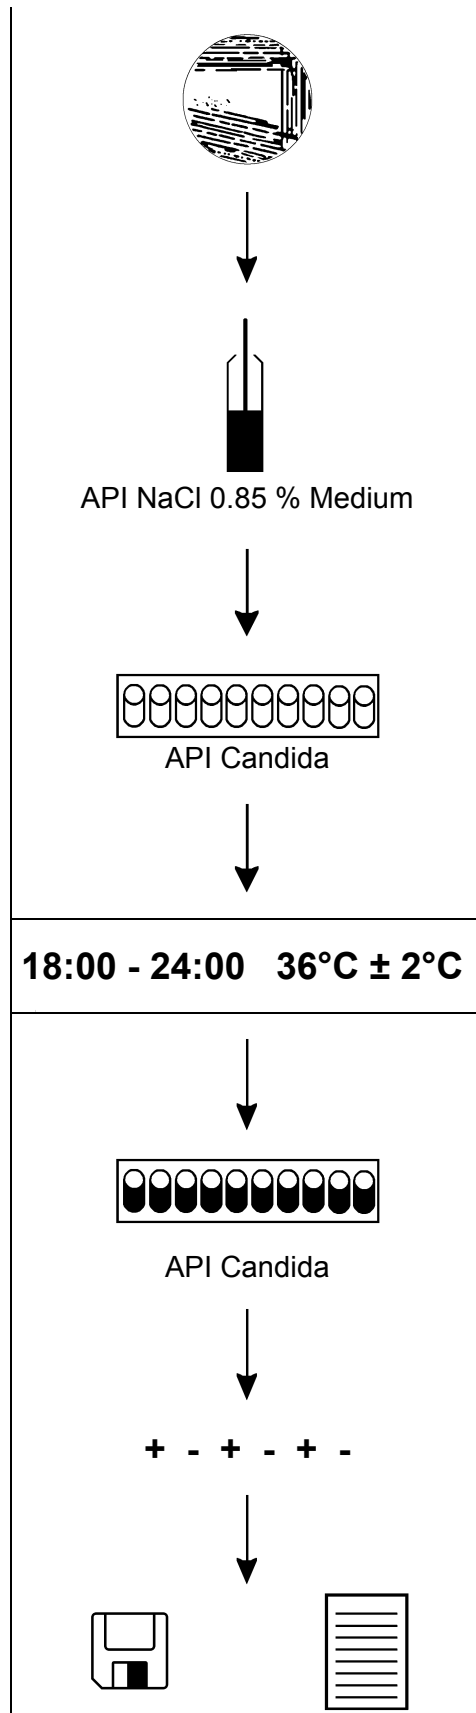 API NaCl 0.85 % Medium
API Candida
18:00 - 24:00 36°C ± 2°C
API Candida
+ - + - + -